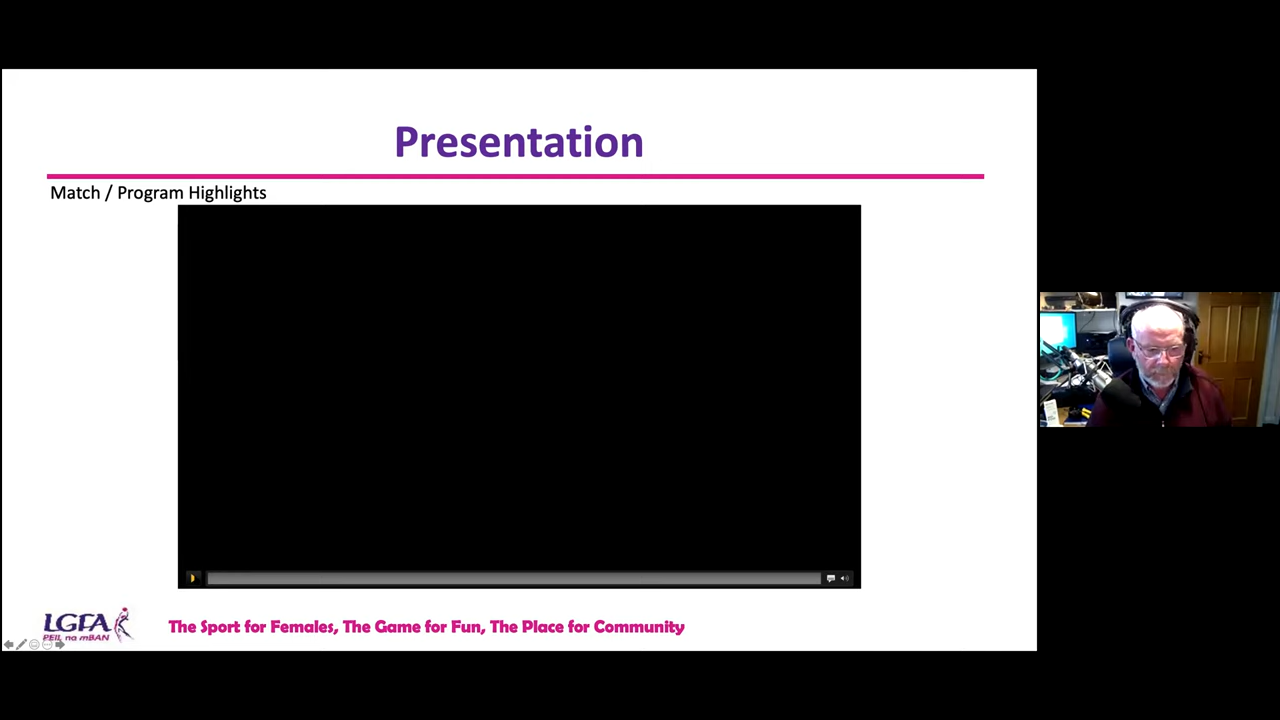 Presentation
Match / Program Highlights
LGFA
PEIL na mBAN
The Sport for Females, The Game for Fun, The Place for Community